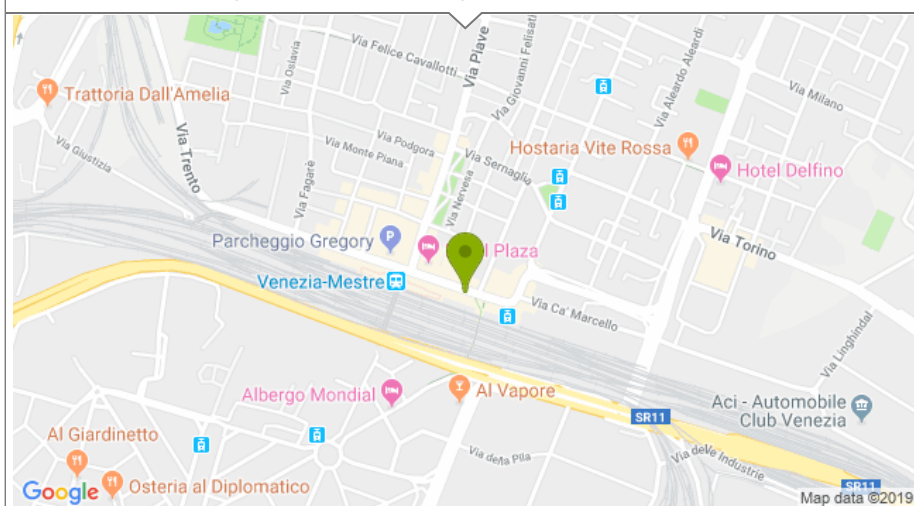 Via Felice Cavallotti
Via Piave
Via Giovanni Felisati
Via Aleardo Aleardi
Via Oslavia
Via Milano
Trattoria Dall'Amelia
Via Giustizia
Via Trento
Via Podgora
Via Monte Piana
Via Sernaglia
Hostaria Vite Rossa
Hotel Delfino
Via Fagarè
Via Nervesa
Via Torino
Parcheggio Gregory
P
l Plaza
Venezia-Mestre
Via Ca' Marcello
Via Linghindal
Albergo Mondial
Al Vapore
Aci - Automobile
Club Venezia
SR11
Al Giardinetto
Via della Pila
Via delle Industrie
Osteria al Diplomatico
SR11
Google
Map data ©2019